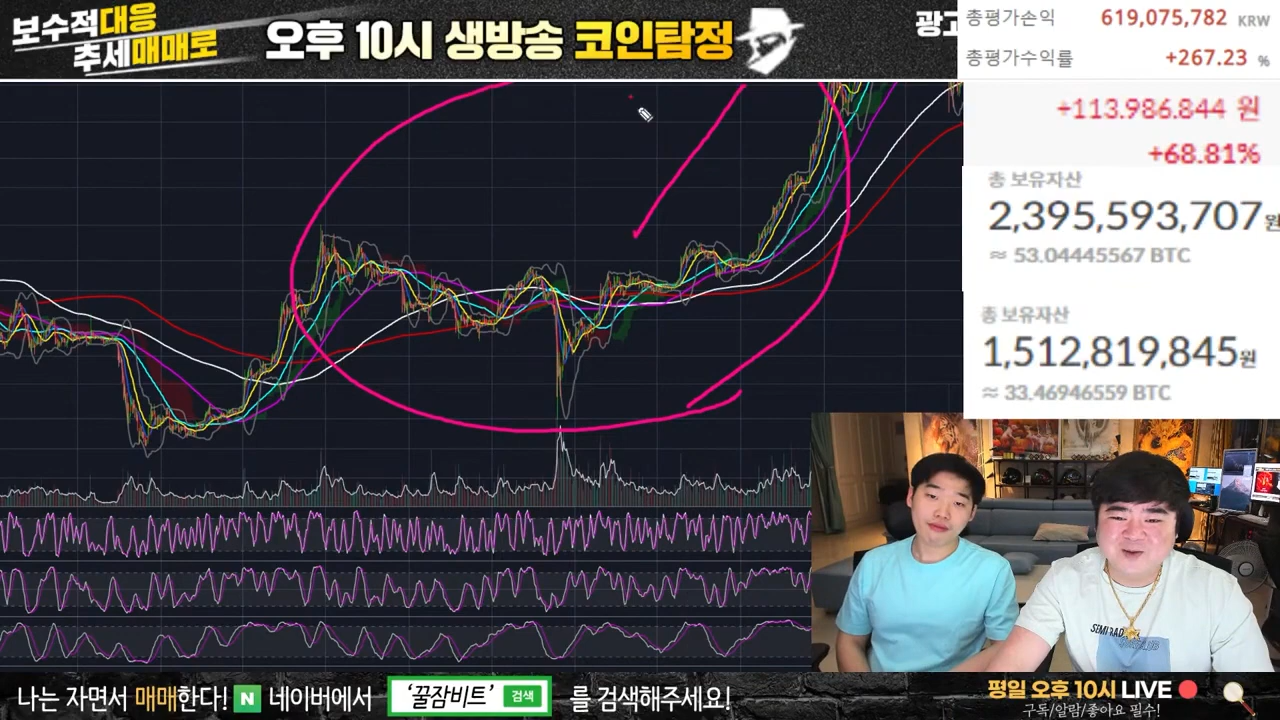 보수적대응
추세매매로
오후 10시 생방송 코인탐정
광고
총평가손익 619,075,782 KRW
총평가수익률 +267.23 %
+113,986,844 원
+68.81%
총 보유자산
2,395,593,707원
≈ 53.04445567 BTC
총 보유자산
1,512,819,845원
≈ 33.46946559 BTC
나는 자면서 매매한다! N 네이버에서 '꿀잠비트' 검색 를 검색해주세요!
평일 오후 10시 LIVE
구독/알람/좋아요 필수!